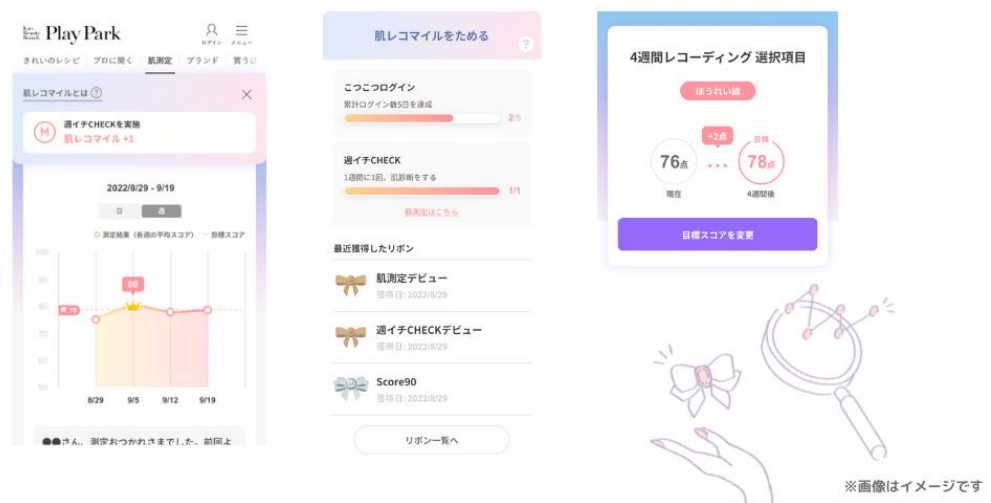 Kao Beauty Brands Play Park
ログイン メニュー
きれいのレシピ プロに聞く 肌測定 ブランド 買う
肌レコマイルとは ?
M 週イチCHECKを実施
肌レコマイル +1
2022/8/29 - 9/19
日 週
測定結果(各週の平均スコア) 目標スコア
100
90
80
80
78
70
60
50
8/29 9/5 9/12 9/19
●●さん、測定おつかれさまでした。前回よ
肌レコマイルをためる
?
こつこつログイン
累計ログイン数5日を達成
2/5
週イチCHECK
1週間に1回、肌診断をする
1/1
肌測定はこちら
最近獲得したリボン
肌測定デビュー
獲得日: 2022/8/29
週イチCHECKデビュー
獲得日: 2022/8/29
Score90
獲得日: 2022/8/29
リボン一覧へ
4週間レコーディング 選択項目
ほうれい線
+2点 目標
76点 78点
現在 4週間後
目標スコアを変更
※画像はイメージです